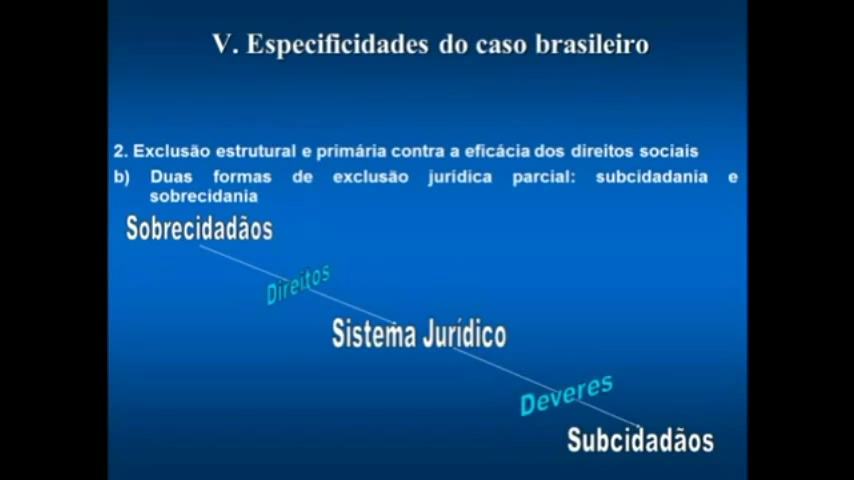 V. Especificidades do caso brasileiro
2. Exclusão estrutural e primária contra a eficácia dos direitos sociais
b) Duas formas de exclusão jurídica parcial: subcidadania e
sobrecidania
Sobrecidadãos
Direitos
Sistema Jurídico
Deveres
Subcidadãos